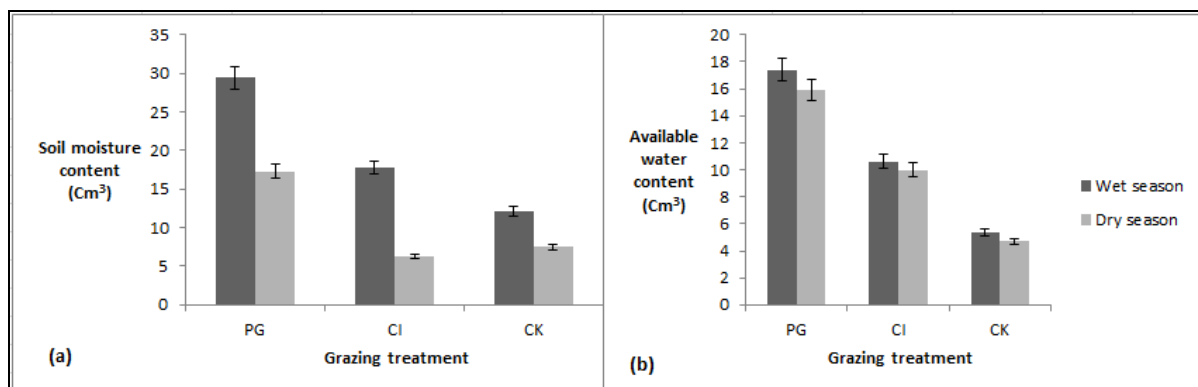 35
30
25
20
15
10
5
0
Soil moisture
content
(Cm³)
PG CI CK
Grazing treatment
(a)
20
18
16
14
12
10
8
6
4
2
0
Available
water
content
(Cm³)
PG CI CK
Grazing treatment
(b)
Wet season
Dry season